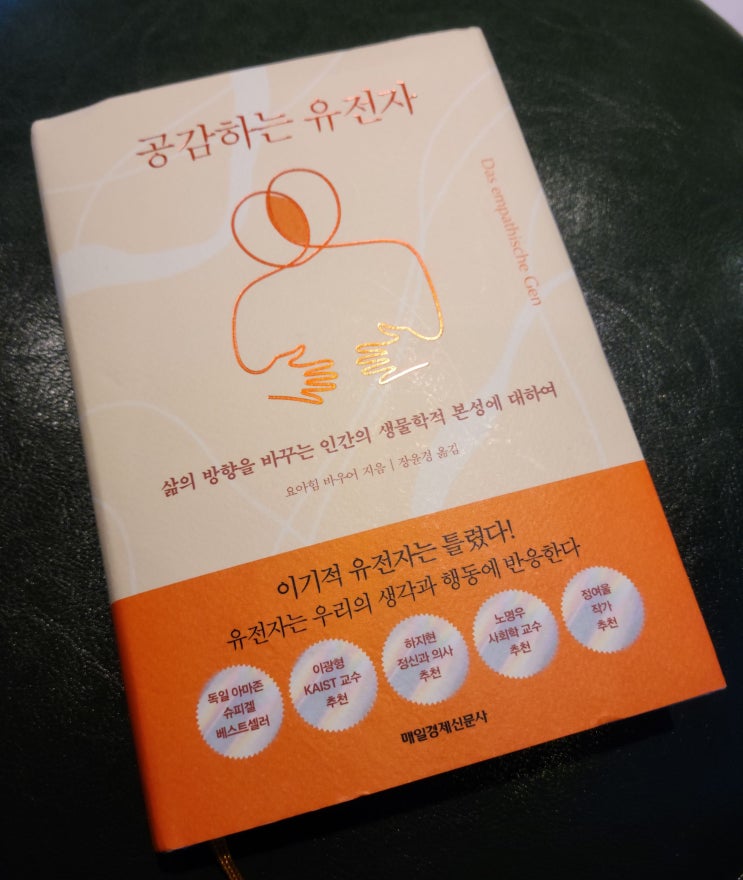 공감하는 유전자
Das empathische Gen
삶의 방향을 바꾸는 인간의 생물학적 본성에 대하여
요아힘 바우어 지음 | 장윤경 옮김
이기적 유전자는 틀렸다!
유전자는 우리의 생각과 행동에 반응한다
독일 아마존
슈피겔
베스트셀러
이광형
KAIST 교수
추천
하지현
정신과 의사
추천
노명우
사회학 교수
추천
정여울
작가
추천
매일경제신문사